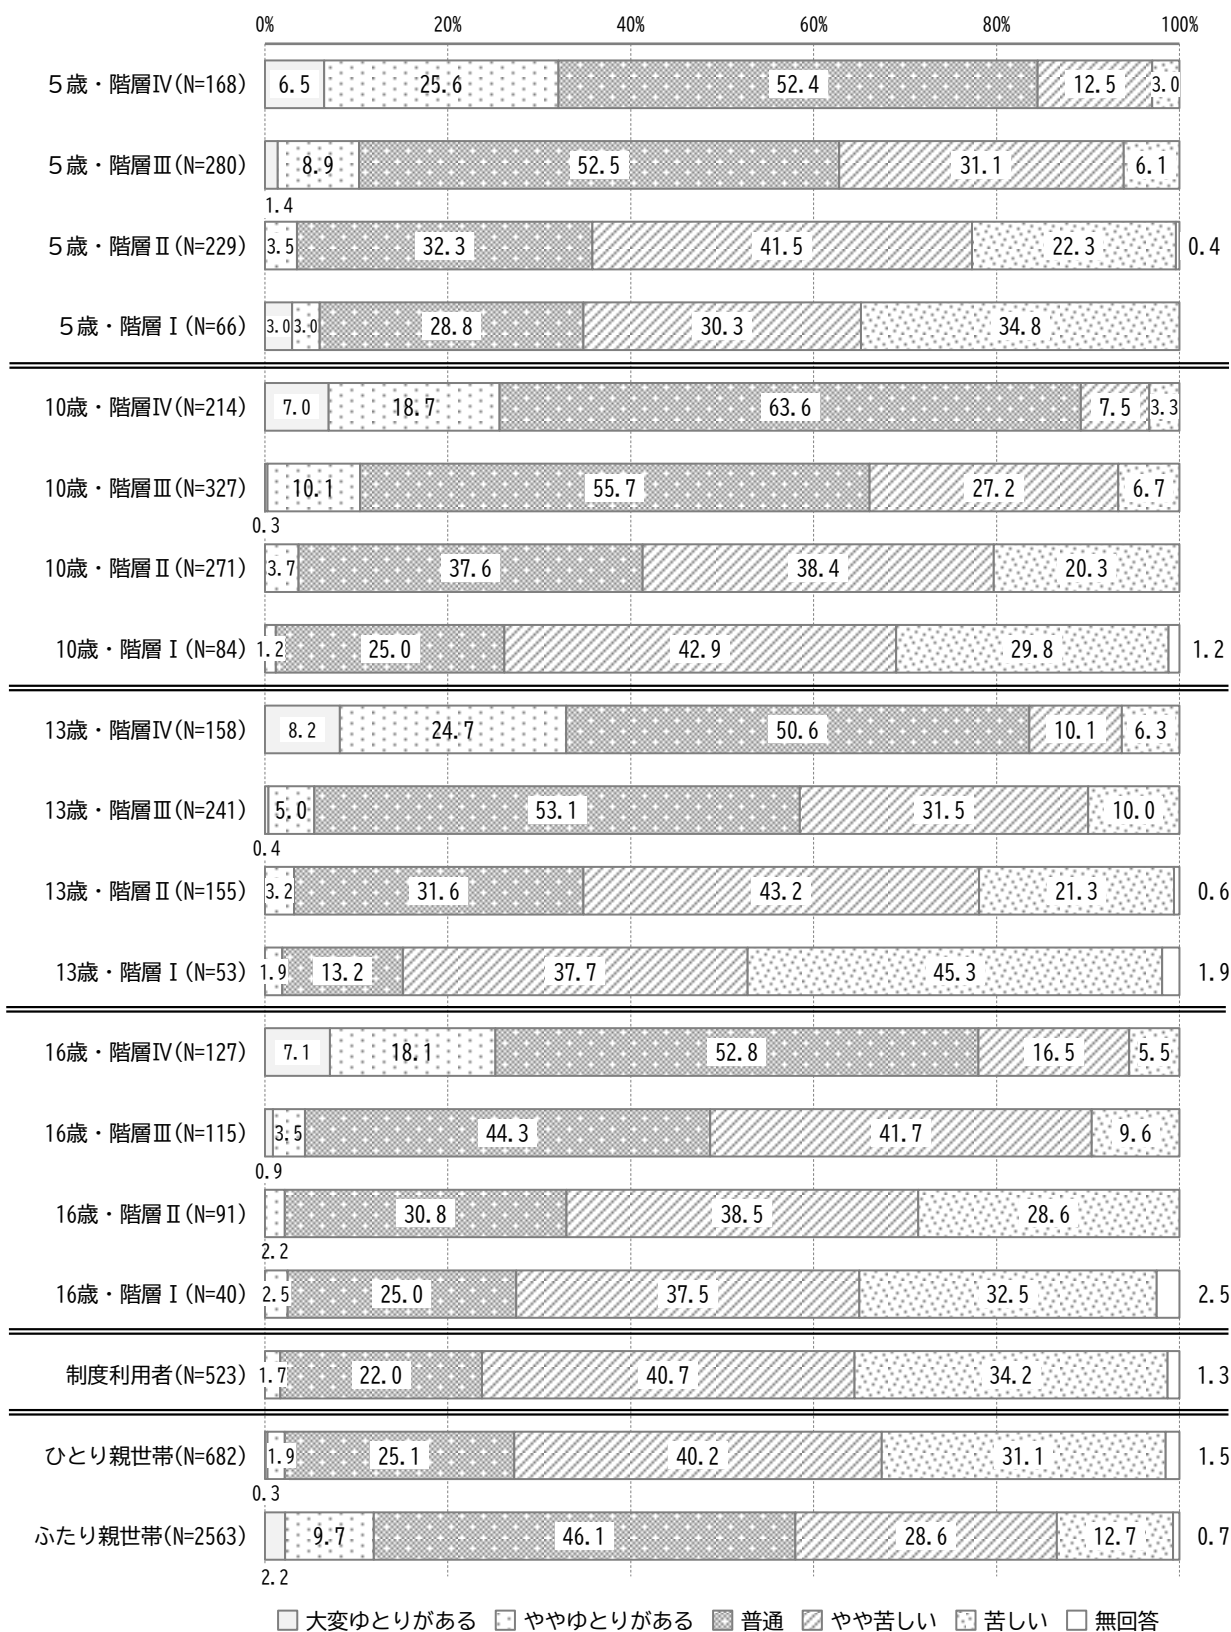 0% 20% 40% 60% 80% 100%
５歳・階層Ⅳ(N=168) 6.5 25.6 52.4 12.5 3.0
５歳・階層Ⅲ(N=280) 8.9 52.5 31.1 6.1
1.4
５歳・階層Ⅱ(N=229) 3.5 32.3 41.5 22.3 0.4
５歳・階層Ⅰ(N=66) 3.0 3.0 28.8 30.3 34.8
10歳・階層Ⅳ(N=214) 7.0 18.7 63.6 7.5 3.3
10歳・階層Ⅲ(N=327) 10.1 55.7 27.2 6.7
0.3
10歳・階層Ⅱ(N=271) 3.7 37.6 38.4 20.3
10歳・階層Ⅰ(N=84) 1.2 25.0 42.9 29.8 1.2
13歳・階層Ⅳ(N=158) 8.2 24.7 50.6 10.1 6.3
13歳・階層Ⅲ(N=241) 5.0 53.1 31.5 10.0
0.4
13歳・階層Ⅱ(N=155) 3.2 31.6 43.2 21.3 0.6
13歳・階層Ⅰ(N=53) 1.9 13.2 37.7 45.3 1.9
16歳・階層Ⅳ(N=127) 7.1 18.1 52.8 16.5 5.5
16歳・階層Ⅲ(N=115) 3.5 44.3 41.7 9.6
0.9
16歳・階層Ⅱ(N=91) 30.8 38.5 28.6
2.2
16歳・階層Ⅰ(N=40) 2.5 25.0 37.5 32.5 2.5
制度利用者(N=523) 1.7 22.0 40.7 34.2 1.3
ひとり親世帯(N=682) 1.9 25.1 40.2 31.1 1.5
0.3
ふたり親世帯(N=2563) 9.7 46.1 28.6 12.7 0.7
2.2
大変ゆとりがある ややゆとりがある 普通 やや苦しい 苦しい 無回答